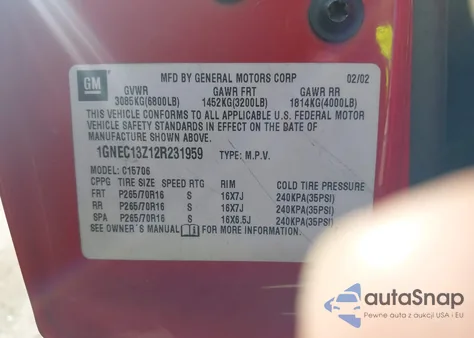 GM
MFD BY GENERAL MOTORS CORP 02/02
GVWR GAWR FRT GAWR RR
3085KG(6800LB) 1452KG(3200LB) 1814KG(4000LB)
THIS VEHICLE CONFORMS TO ALL APPLICABLE U.S. FEDERAL MOTOR
VEHICLE SAFETY STANDARDS IN EFFECT ON THE DATE OF
MANUFACTURE SHOWN ABOVE.
1GNEC13Z12R231959 TYPE: M.P.V.
MODEL: C15706
CPPG TIRE SIZE SPEED RTG RIM COLD TIRE PRESSURE
FRT P265/70R16 S 16X7J 240KPA(35PSI)
RR P265/70R16 S 16X7J 240KPA(35PSI)
SPA P265/70R16 S 16X6.5J 240KPA(35PSI)
SEE OWNER'S MANUAL FOR MORE INFORMATION.
autoSnap
Pewne auta z aukcji USA i EU